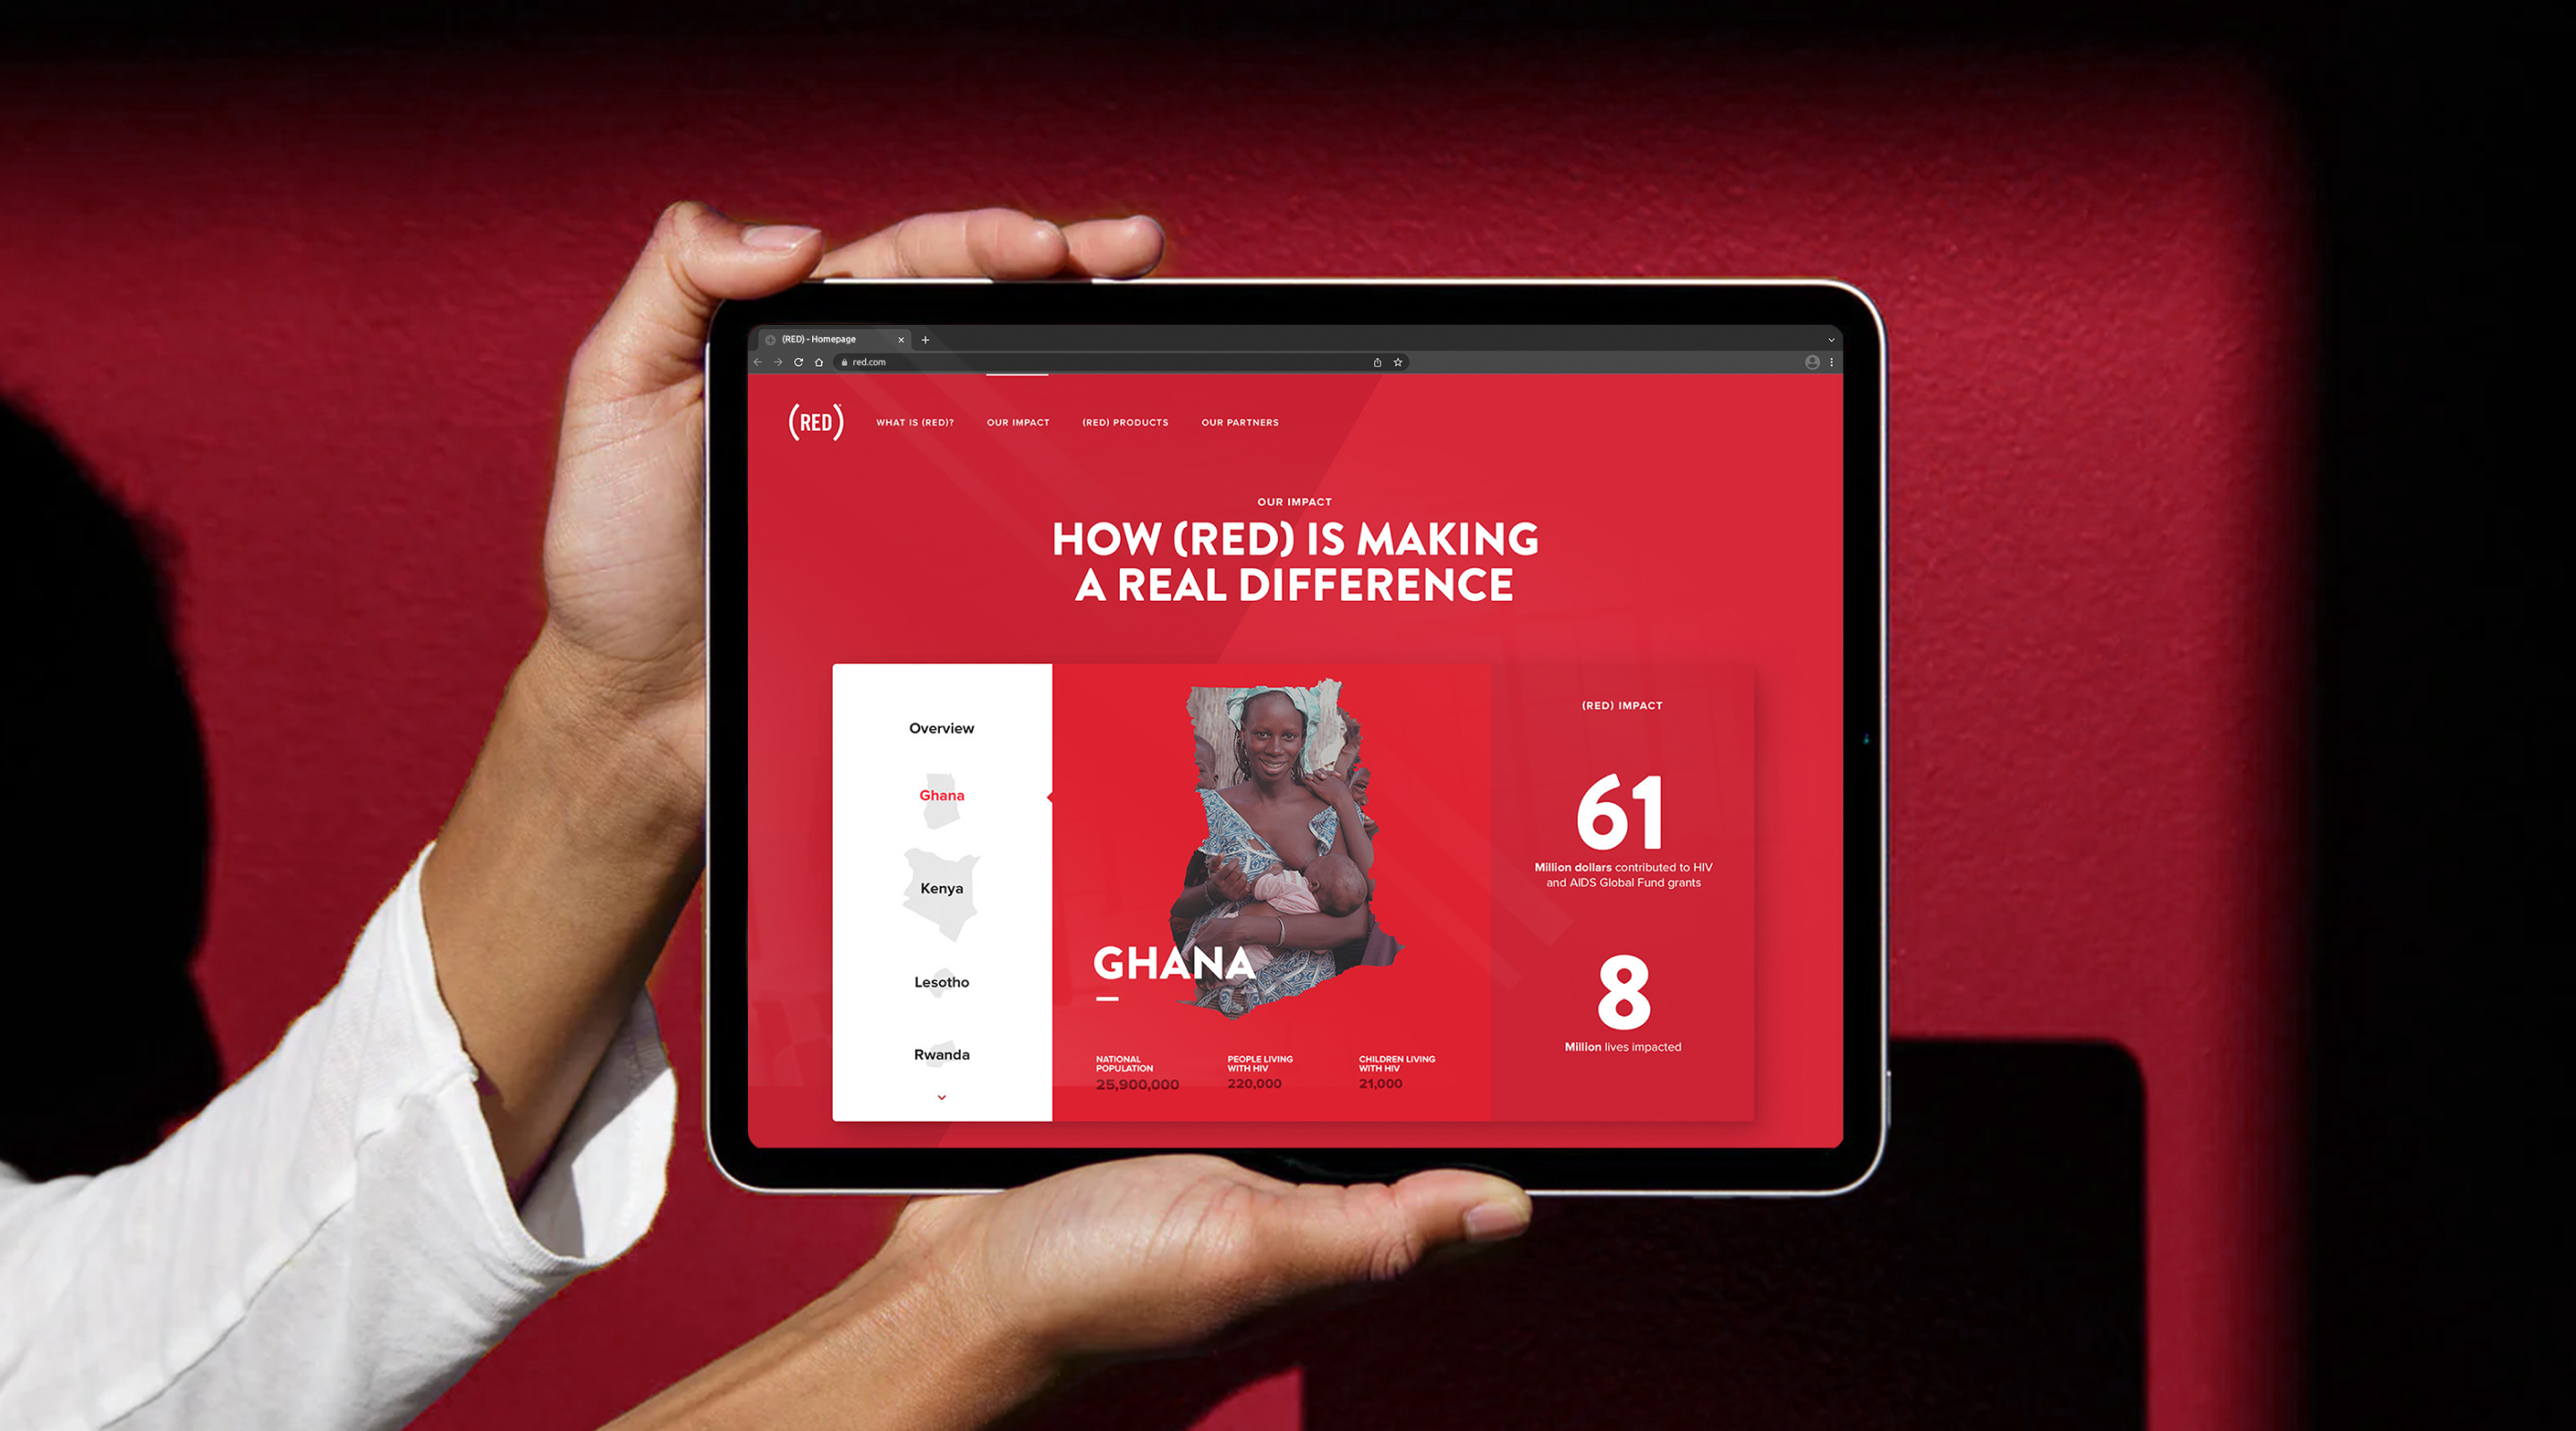 (RED) - Homepage
red.com
(RED)
WHAT IS (RED)?
OUR IMPACT
(RED) PRODUCTS
OUR PARTNERS
OUR IMPACT
HOW (RED) IS MAKING
A REAL DIFFERENCE
Overview
Ghana
Kenya
Lesotho
Rwanda
GHANA
NATIONAL
POPULATION
25,900,000
PEOPLE LIVING
WITH HIV
220,000
CHILDREN LIVING
WITH HIV
21,000
(RED) IMPACT
61
Million dollars contributed to HIV
and AIDS Global Fund grants
8
Million lives impacted